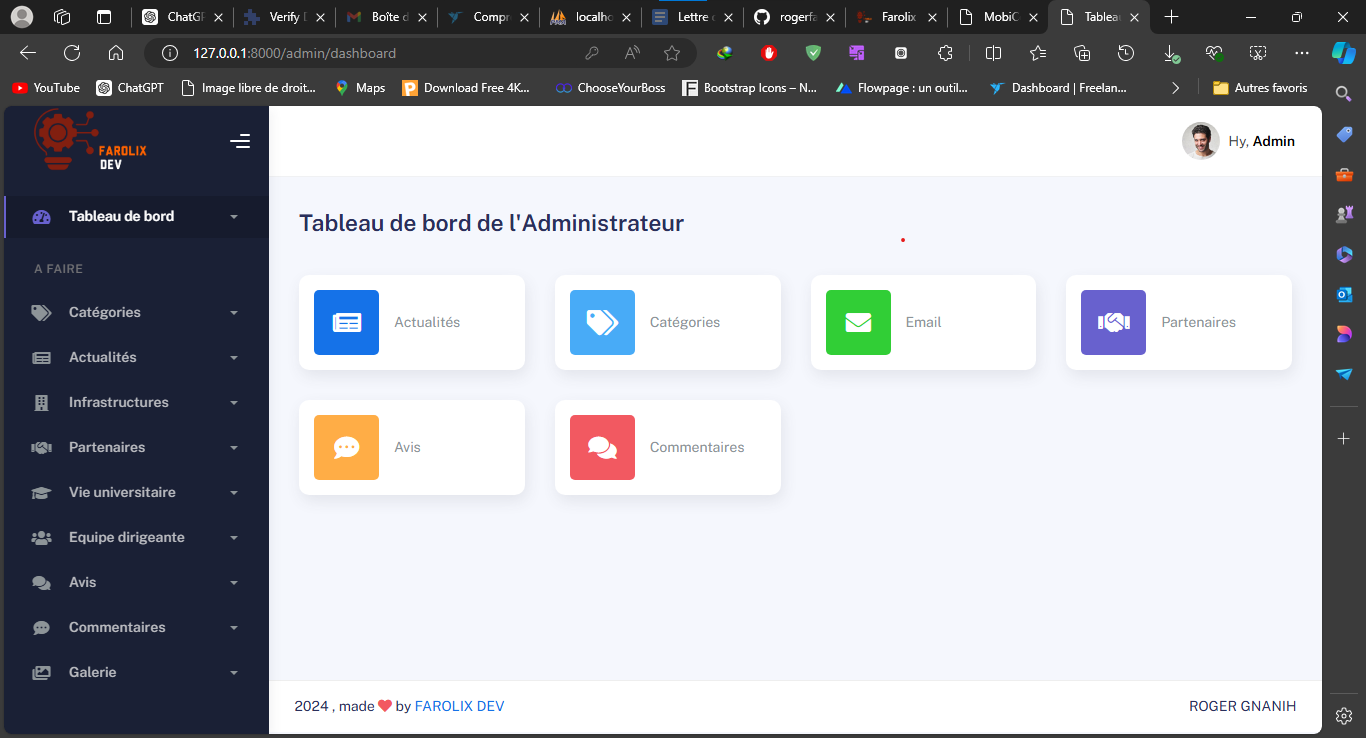 ChatGP
Verify D
Boîte d
Compr
localho
Lettre
rogerfa
Farolix
MobiC
Tableau
127.0.0.1:8000/admin/dashboard
YouTube
ChatGPT
Image libre de droit...
Maps
Download Free 4K...
ChooseYourBoss
Bootstrap Icons – N...
Flowpage : un outil...
Dashboard | Freelan...
Autres favoris
FAROLIX
DEV
Hy, Admin
Tableau de bord
A FAIRE
Catégories
Actualités
Infrastructures
Partenaires
Vie universitaire
Equipe dirigeante
Avis
Commentaires
Galerie
Tableau de bord de l'Administrateur
Actualités
Catégories
Email
Partenaires
Avis
Commentaires
2024 , made by FAROLIX DEV
ROGER GNANIH